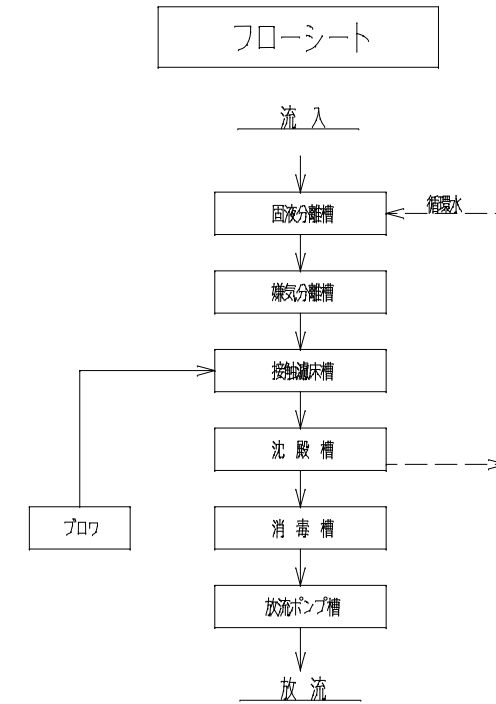 フローシート
流 入
循環水
固液分離槽
嫌気分離槽
接触濾床槽
沈 殿 槽
ブロワ
消 毒 槽
放流ポンプ槽
放 流